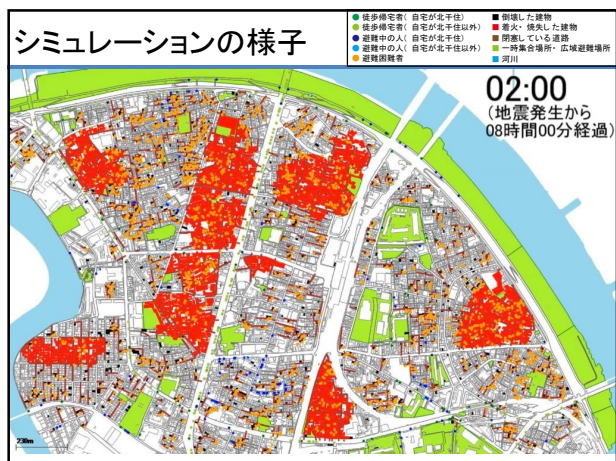 シミュレーションの様子
●徒歩帰宅者( 自宅が北千住)
●徒歩帰宅者( 自宅が北千住以外)
●避難中の人( 自宅が北千住)
●避難中の人( 自宅が北千住以外)
●避難困難者
■倒壊した建物
■着火・焼失した建物
■閉塞している道路
■一時集合場所・広域避難場所
■河川
02:00
(地震発生から
08時間00分経過)
230m